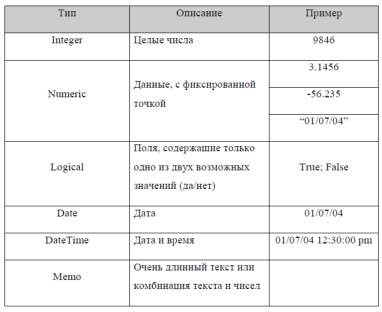 Тип Описание Пример
Integer Целые числа 9846
Numeric Данные, с фиксированной точкой 3.1456
-56.235
“01/07/04”
Logical Поля, содержащие только одно из двух возможных значений (да/нет) True; False
Date Дата 01/07/04
DateTime Дата и время 01/07/04 12:30:00 pm
Memo Очень длинный текст или комбинация текста и чисел